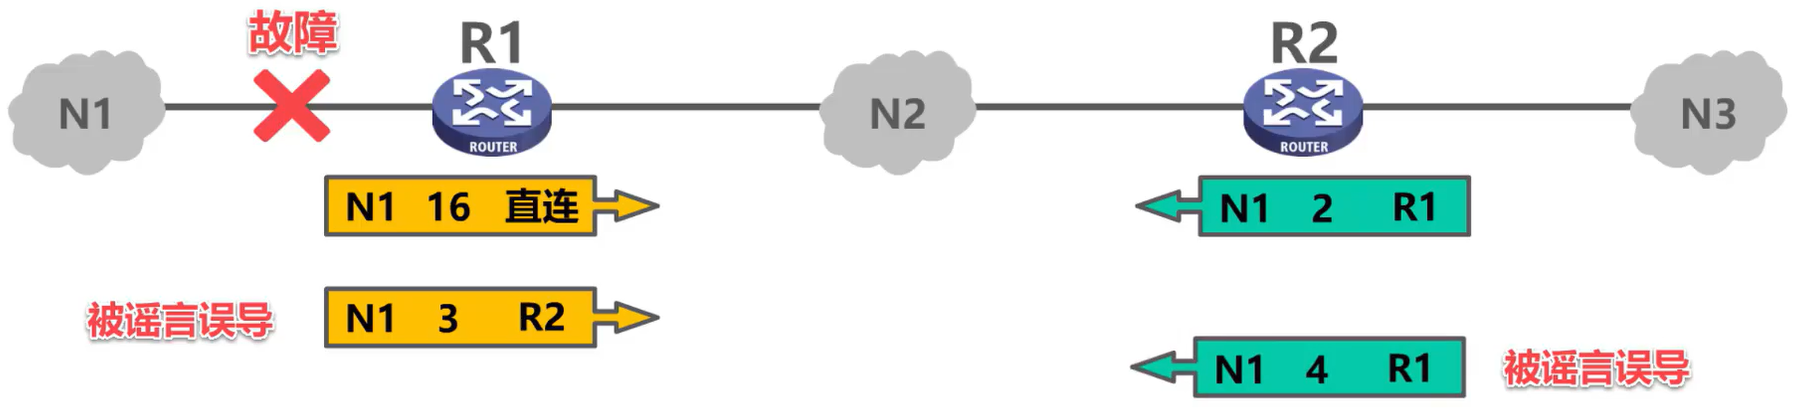 故障
R1
R2
N1
N2
N3
ROUTER
ROUTER
N1 16 直连
N1 2 R1
被谣言误导
N1 3 R2
N1 4 R1
被谣言误导